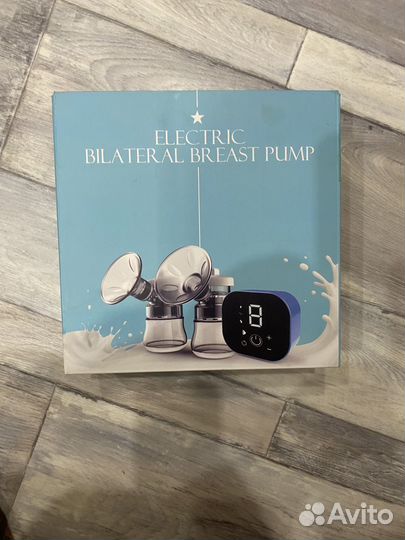 ELECTRIC
BILATERAL BREAST PUMP
8
Avito